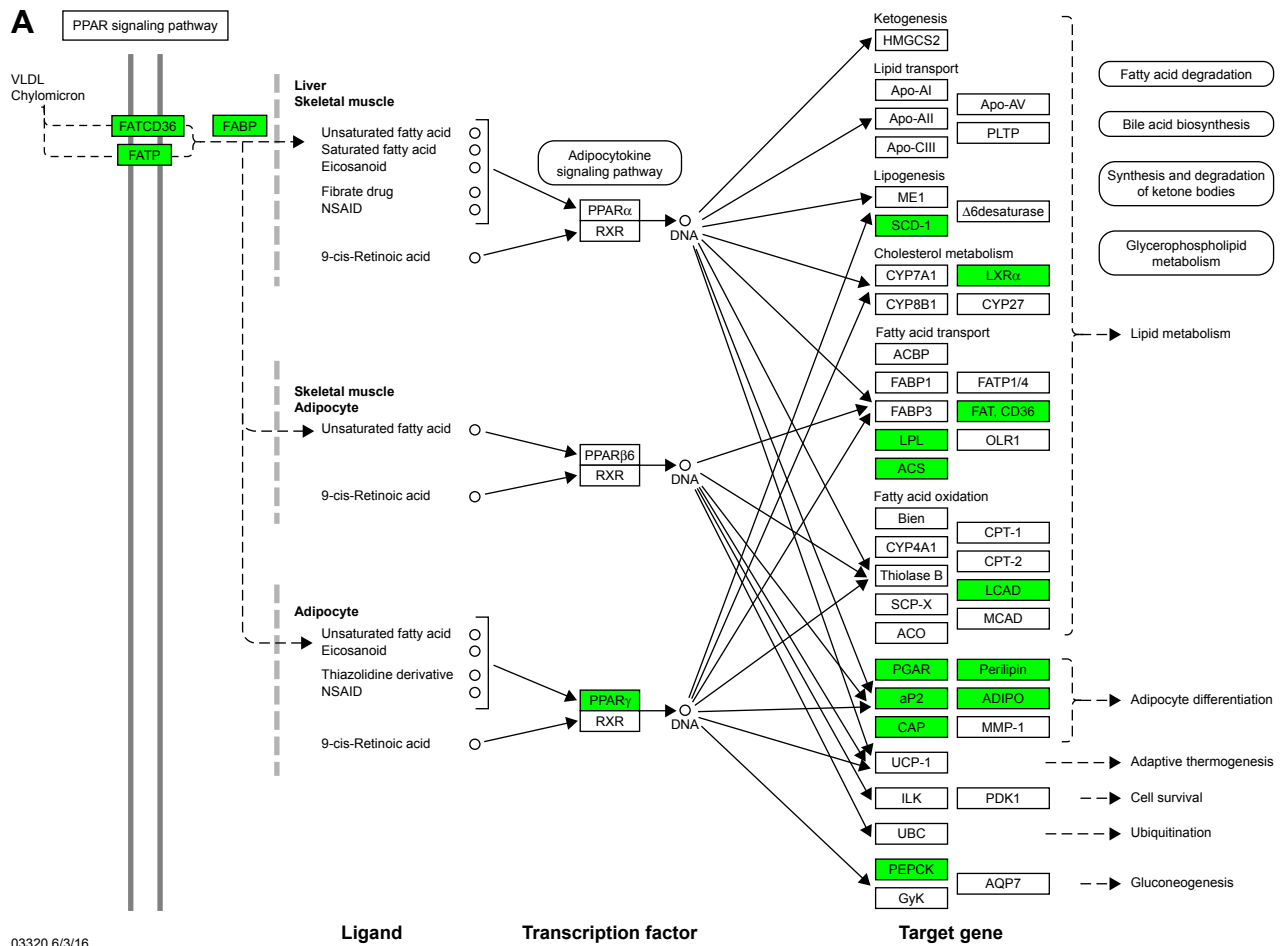 A
PPAR signaling pathway
VLDL
Chylomicron
FATCD36
FATP
FABP
Liver
Skeletal muscle
Unsaturated fatty acid
Saturated fatty acid
Eicosanoid
Fibrate drug
NSAID
9-cis-Retinoic acid
Adipocytokine
signaling pathway
PPARα
RXR
DNA
Skeletal muscle
Adipocyte
Unsaturated fatty acid
9-cis-Retinoic acid
PPARβ6
RXR
DNA
Adipocyte
Unsaturated fatty acid
Eicosanoid
Thiazolidine derivative
NSAID
9-cis-Retinoic acid
PPARγ
RXR
DNA
Ketogenesis
HMGCS2
Lipid transport
Apo-AI
Apo-AV
Apo-AII
PLTP
Apo-CIII
Lipogenesis
ME1
Δ6desaturase
SCD-1
Cholesterol metabolism
CYP7A1
LXRα
CYP8B1
CYP27
Fatty acid transport
ACBP
FABP1
FATP1/4
FABP3
FAT, CD36
LPL
OLR1
ACS
Fatty acid oxidation
Bien
CPT-1
CYP4A1
CPT-2
Thiolase B
LCAD
SCP-X
MCAD
ACO
PGAR
Perilipin
aP2
ADIPO
CAP
MMP-1
UCP-1
ILK
PDK1
UBC
PEPCK
AQP7
GyK
Fatty acid degradation
Bile acid biosynthesis
Synthesis and degradation
of ketone bodies
Glycerophospholipid
metabolism
Lipid metabolism
Adipocyte differentiation
Adaptive thermogenesis
Cell survival
Ubiquitination
Gluconeogenesis
03320 6/3/16
Ligand
Transcription factor
Target gene